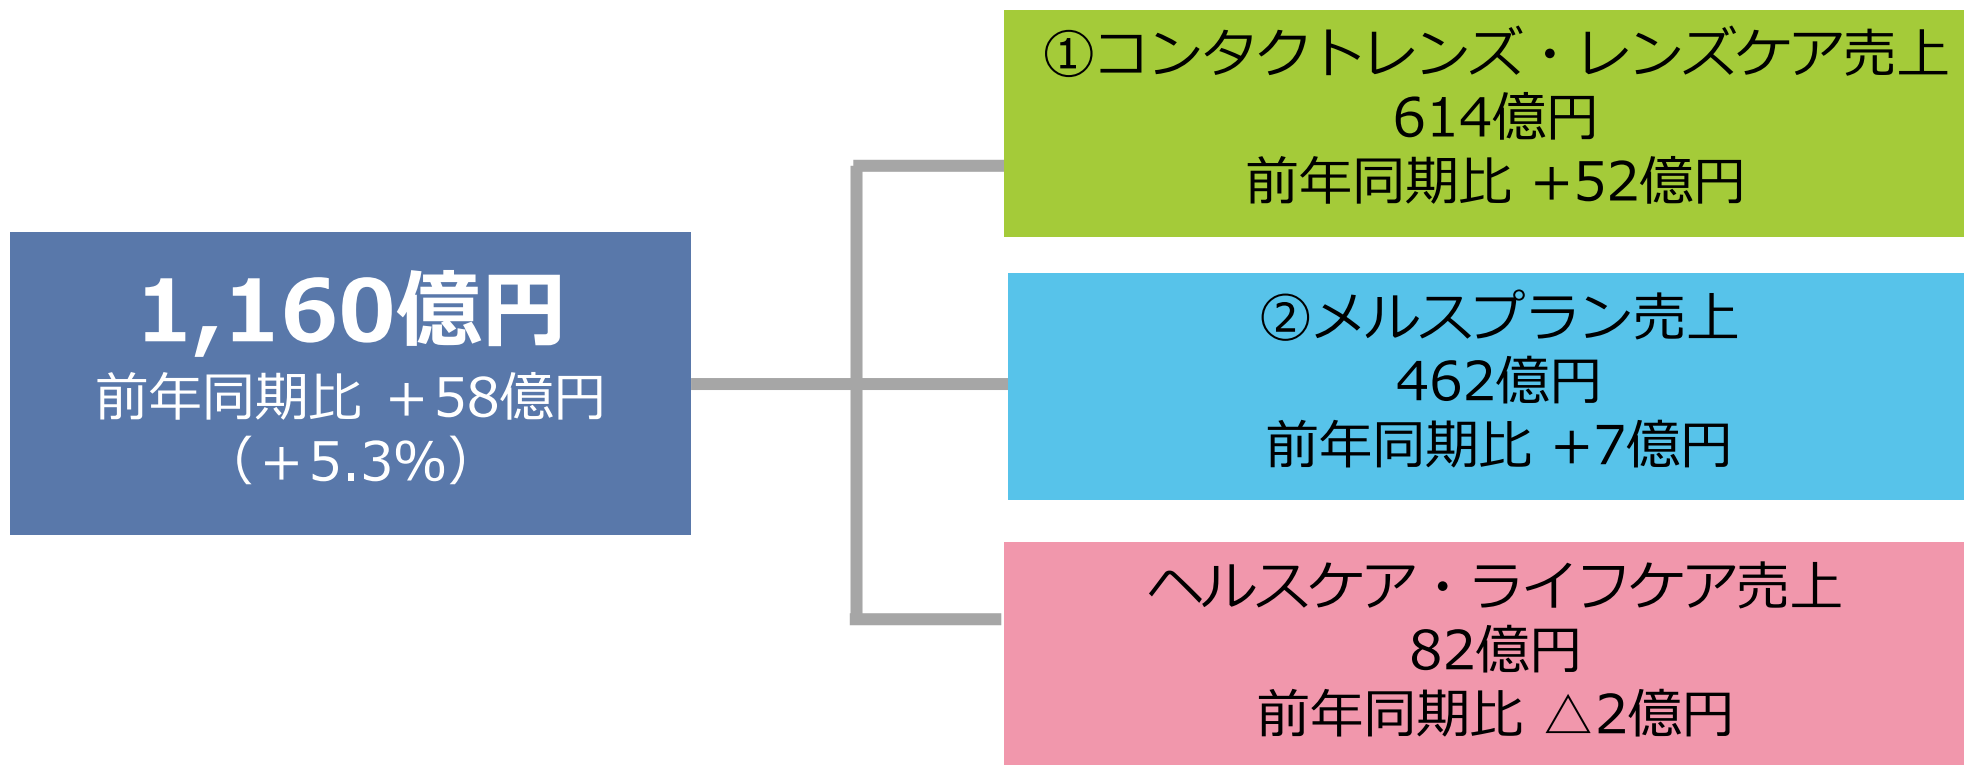 1,160億円
前年同期比 ＋58億円
（＋5.3%）
①コンタクトレンズ・レンズケア売上
614億円
前年同期比 +52億円
②メルスプラン売上
462億円
前年同期比 +7億円
ヘルスケア・ライフケア売上
82億円
前年同期比 △2億円